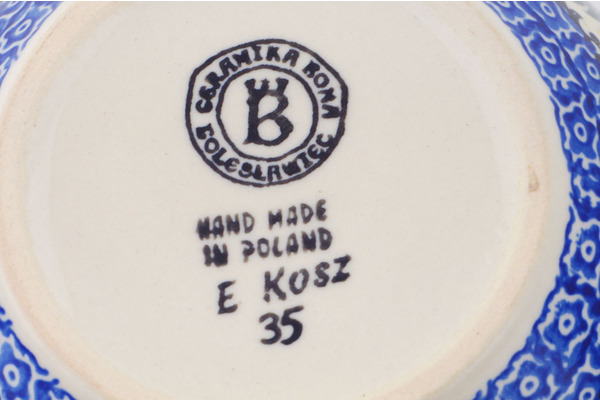 CERAMIKA BONA
B
BOLESŁAWIEC
HAND MADE
IN POLAND
E KOSZ
35